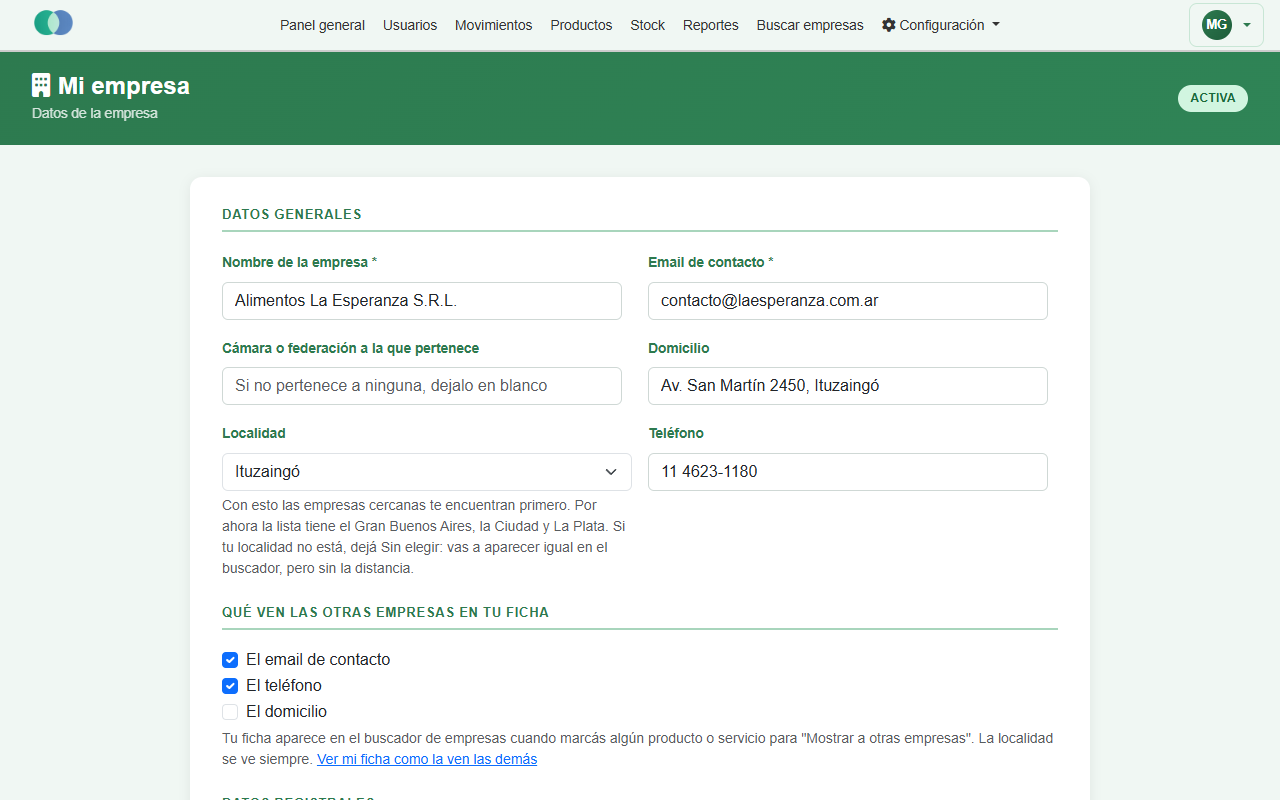 Panel general Usuarios Movimientos Productos Stock Reportes Buscar empresas Configuración MG
Mi empresa
Datos de la empresa
ACTIVA
DATOS GENERALES
Nombre de la empresa * Email de contacto *
Alimentos La Esperanza S.R.L. contacto@laesperanza.com.ar
Cámara o federación a la que pertenece Domicilio
Si no pertenece a ninguna, dejalo en blanco Av. San Martín 2450, Ituzaingó
Localidad Teléfono
Ituzaingó 11 4623-1180
Con esto las empresas cercanas te encuentran primero. Por
ahora la lista tiene el Gran Buenos Aires, la Ciudad y La Plata. Si
tu localidad no está, dejá Sin elegir: vas a aparecer igual en el
buscador, pero sin la distancia.
QUÉ VEN LAS OTRAS EMPRESAS EN TU FICHA
El email de contacto
El teléfono
El domicilio
Tu ficha aparece en el buscador de empresas cuando marcás algún producto o servicio para "Mostrar a otras empresas". La localidad
se ve siempre. Ver mi ficha como la ven las demás
DATOS REGISTRALES